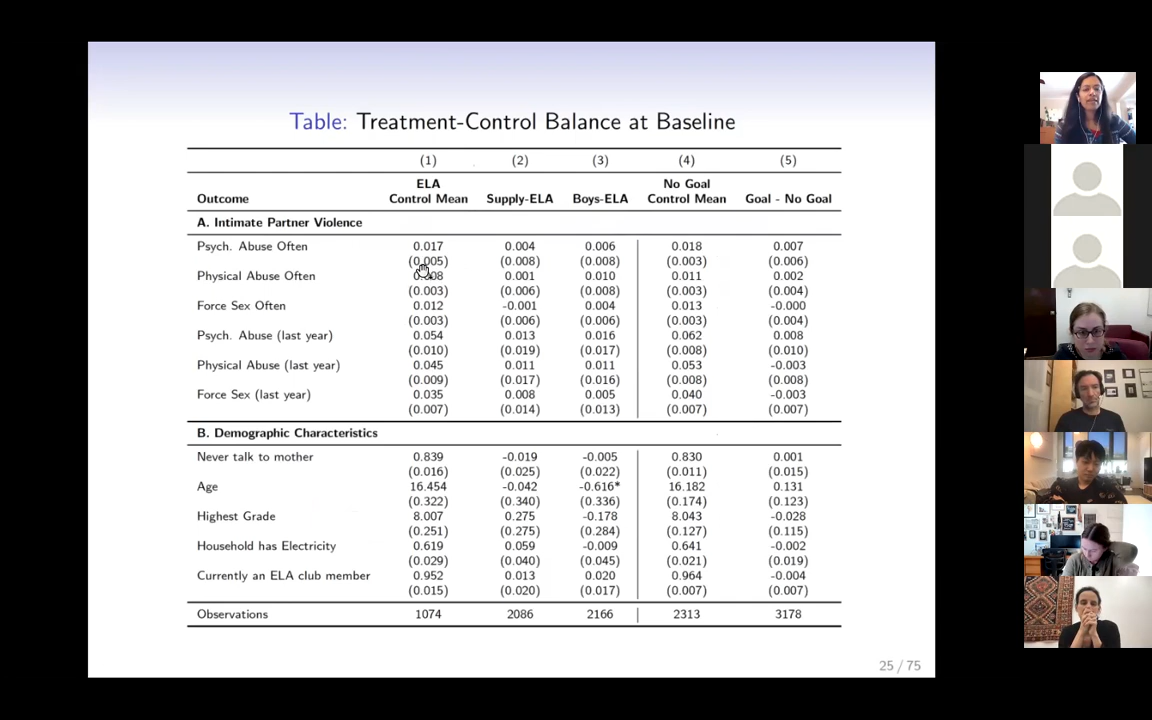 Table: Treatment-Control Balance at Baseline
(1) (2) (3) (4) (5)
ELA No Goal
Outcome Control Mean Supply-ELA Boys-ELA Control Mean Goal - No Goal
A. Intimate Partner Violence
Psych. Abuse Often 0.017 0.004 0.006 0.018 0.007
(0.005) (0.008) (0.008) (0.003) (0.006)
Physical Abuse Often 0.001 0.010 0.011 0.002
(0.003) (0.006) (0.008) (0.003) (0.004)
Force Sex Often 0.012 -0.001 0.004 0.013 -0.000
(0.003) (0.006) (0.006) (0.003) (0.004)
Psych. Abuse (last year) 0.054 0.013 0.016 0.062 0.008
(0.010) (0.019) (0.017) (0.008) (0.010)
Physical Abuse (last year) 0.045 0.011 0.011 0.053 -0.003
(0.009) (0.017) (0.016) (0.008) (0.008)
Force Sex (last year) 0.035 0.008 0.005 0.040 -0.003
(0.007) (0.014) (0.013) (0.007) (0.007)
B. Demographic Characteristics
Never talk to mother 0.839 -0.019 -0.005 0.830 0.001
(0.016) (0.025) (0.022) (0.011) (0.015)
Age 16.454 -0.042 -0.616* 16.182 0.131
(0.322) (0.340) (0.336) (0.174) (0.123)
Highest Grade 8.007 0.275 -0.178 8.043 -0.028
(0.251) (0.275) (0.284) (0.127) (0.115)
Household has Electricity 0.619 0.059 -0.009 0.641 -0.002
(0.029) (0.040) (0.045) (0.021) (0.019)
Currently an ELA club member 0.952 0.013 0.020 0.964 -0.004
(0.015) (0.020) (0.017) (0.007) (0.007)
Observations 1074 2086 2166 2313 3178
25 / 75